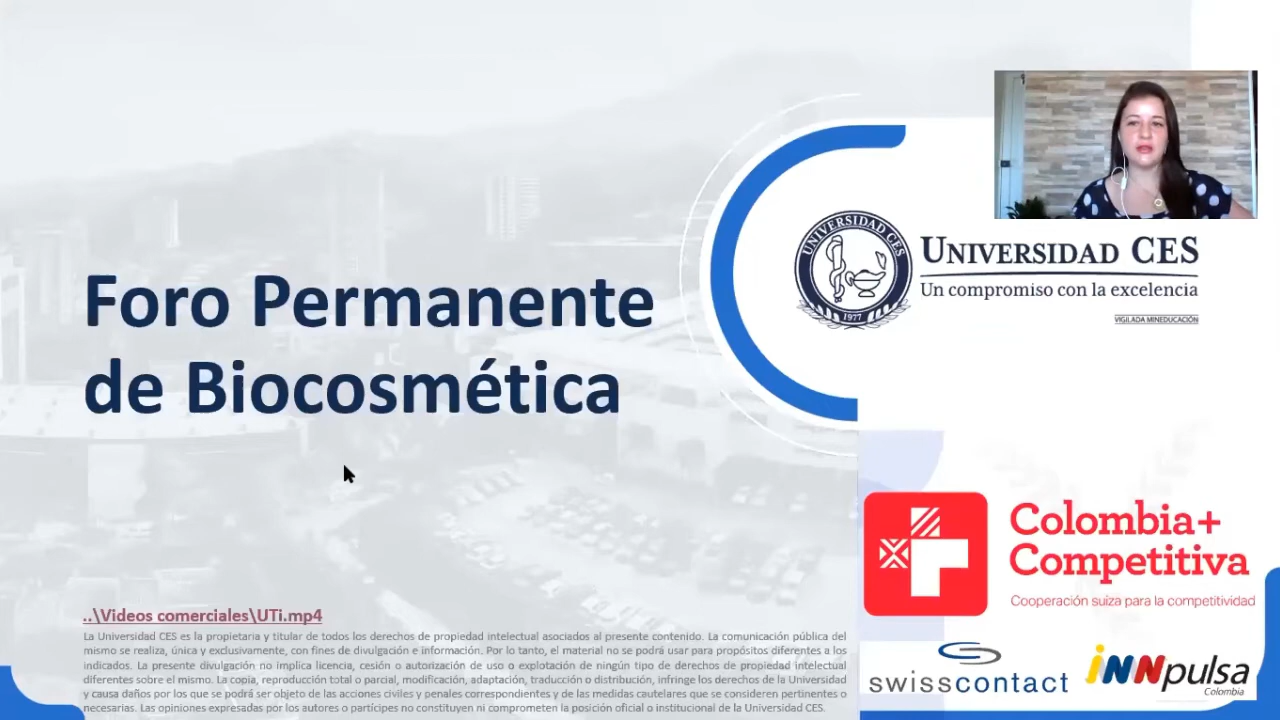 Foro Permanente
de Biocosmética
UNIVERSIDAD CES
1977
UNIVERSIDAD CES
Un compromiso con la excelencia
VIGILADA MINEDUCACIÓN
Colombia+
Competitiva
Cooperación suiza para la competitividad
swisscontact
iNNpulsa
Colombia
..\Videos comerciales\UTi.mp4
La Universidad CES es la propietaria y titular de todos los derechos de propiedad intelectual asociados al presente contenido. La comunicación pública del
mismo se realiza, única y exclusivamente, con fines de divulgación e información. Por lo tanto, el material no se podrá usar para propósitos diferentes a los
indicados. La presente divulgación no implica licencia, cesión o autorización de uso o explotación de ningún tipo de derechos de propiedad intelectual
diferentes sobre el mismo. La copia, reproducción total o parcial, modificación, adaptación, traducción o distribución, infringe los derechos de la Universidad
y causa daños por los que se podrá ser objeto de las acciones civiles y penales correspondientes y de las medidas cautelares que se consideren pertinentes o
necesarias. Las opiniones expresadas por los autores o partícipes no constituyen ni comprometen la posición oficial o institucional de la Universidad CES.